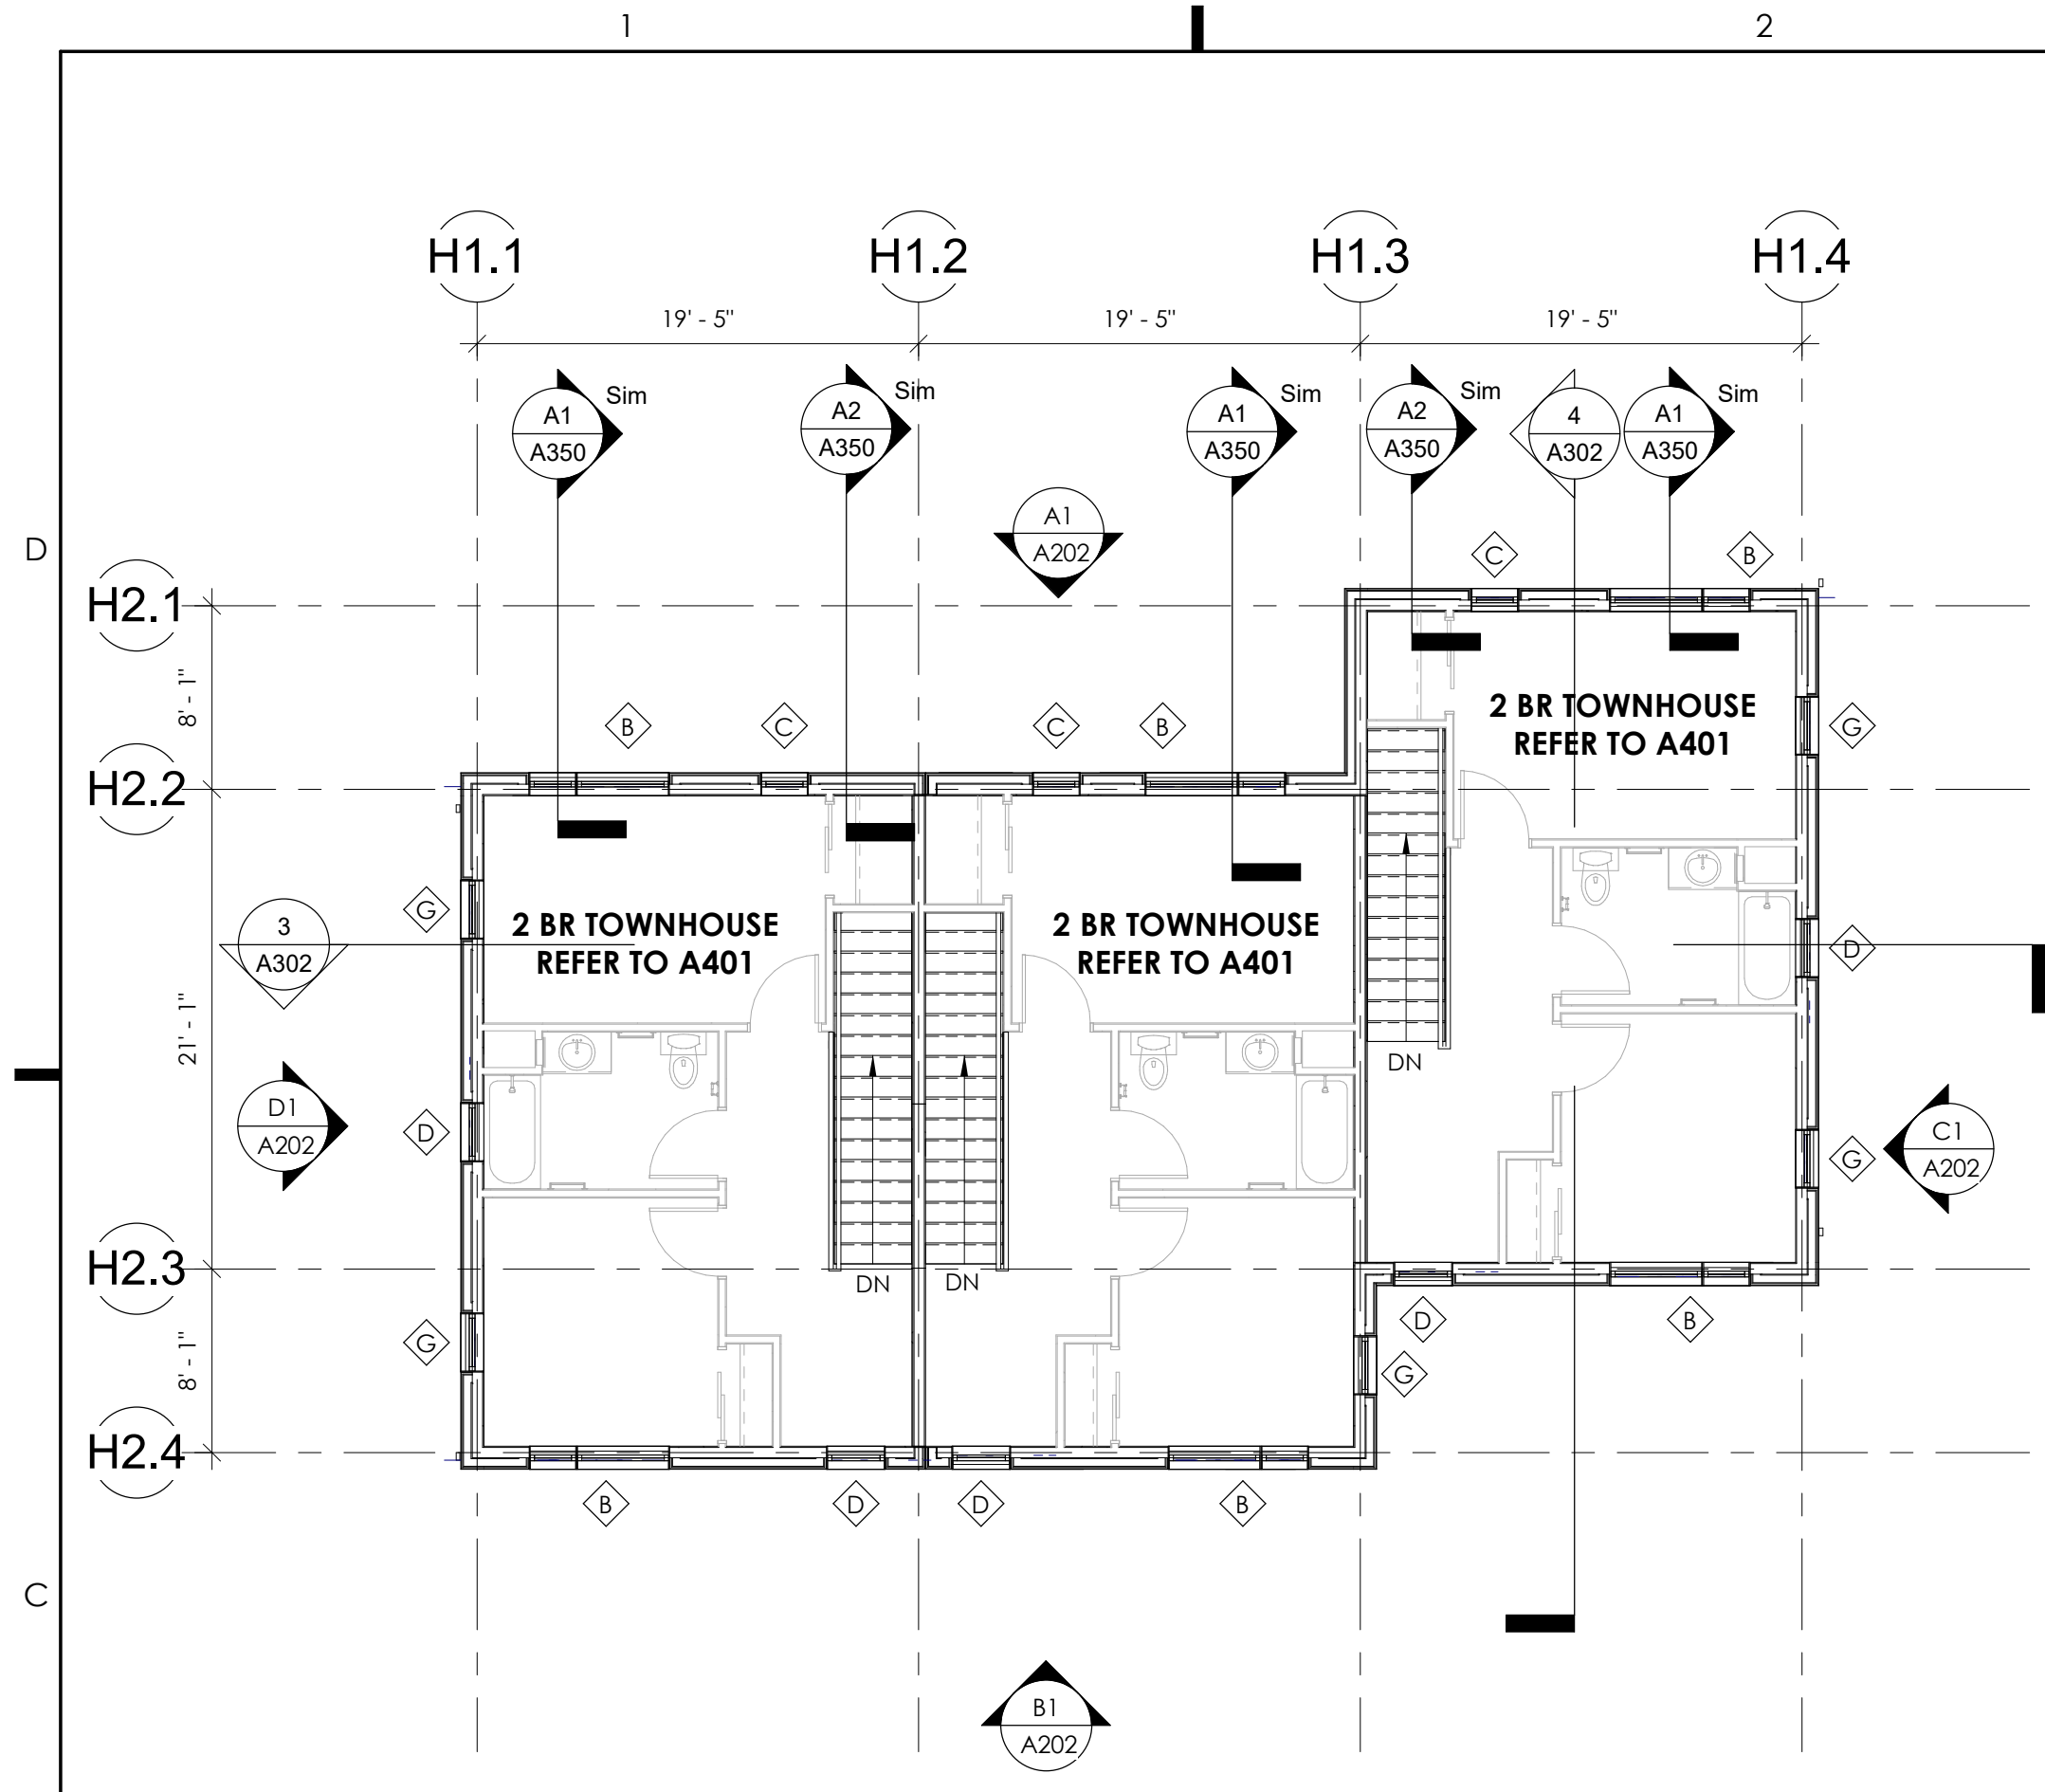 1
2
H1.1
H1.2
H1.3
H1.4
19' - 5"
19' - 5"
19' - 5"
A1
A350
Sim
A2
A350
Sim
A1
A350
Sim
A2
A350
Sim
4
A302
A1
A350
Sim
A1
A202
D
C
B
H2.1
8' - 1"
2 BR TOWNHOUSE
REFER TO A401
G
B
C
C
B
H2.2
G
2 BR TOWNHOUSE
REFER TO A401
2 BR TOWNHOUSE
REFER TO A401
D
3
A302
21' - 1"
DN
D1
A202
D
C1
A202
G
H2.3
DN
DN
D
B
G
8' - 1"
G
H2.4
B
D
D
B
C
B1
A202